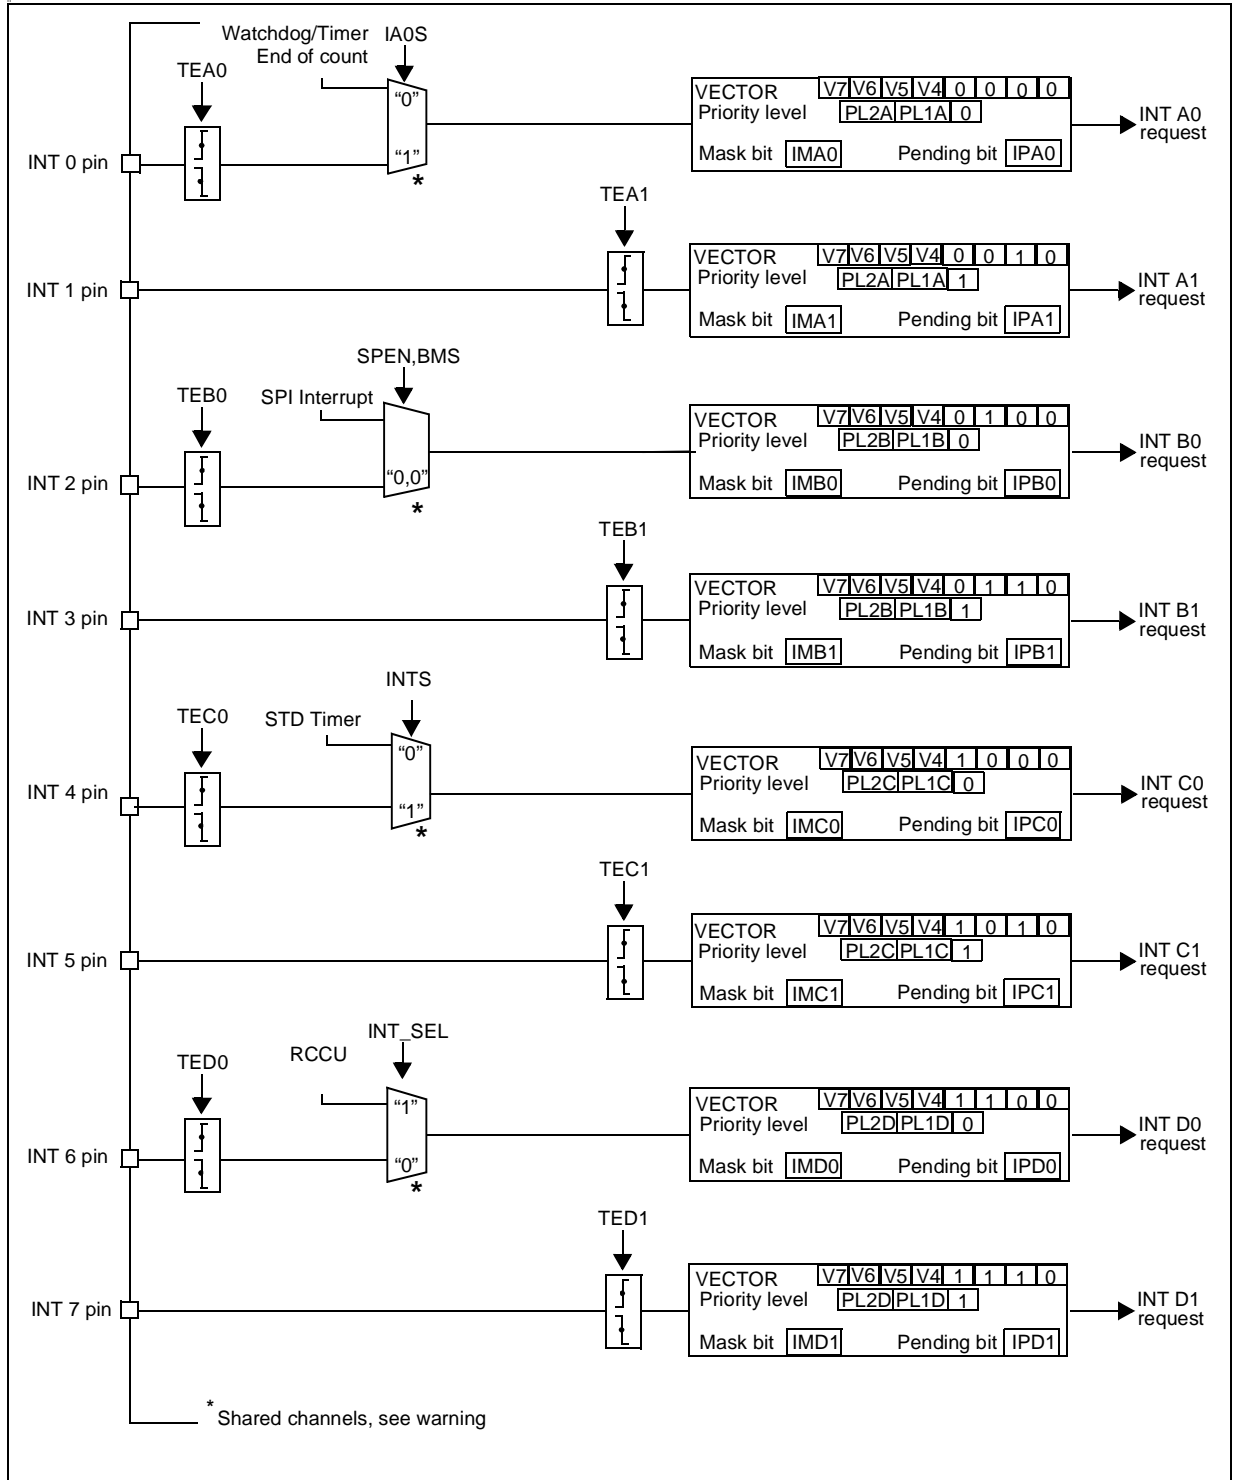 Watchdog/Timer IA0S
End of count
TEA0
“0”
“1”
*
INT 0 pin
VECTOR V7 V6 V5 V4 0 0 0 0
Priority level PL2A PL1A 0
Mask bit IMA0 Pending bit IPA0
INT A0
request
TEA1
INT 1 pin
VECTOR V7 V6 V5 V4 0 0 1 0
Priority level PL2A PL1A 1
Mask bit IMA1 Pending bit IPA1
INT A1
request
SPEN,BMS
TEB0 SPI Interrupt
“0,0”
*
INT 2 pin
VECTOR V7 V6 V5 V4 0 1 0 0
Priority level PL2B PL1B 0
Mask bit IMB0 Pending bit IPB0
INT B0
request
TEB1
INT 3 pin
VECTOR V7 V6 V5 V4 0 1 1 0
Priority level PL2B PL1B 1
Mask bit IMB1 Pending bit IPB1
INT B1
request
INTS
TEC0 STD Timer
“0”
“1”
*
INT 4 pin
VECTOR V7 V6 V5 V4 1 0 0 0
Priority level PL2C PL1C 0
Mask bit IMC0 Pending bit IPC0
INT C0
request
TEC1
INT 5 pin
VECTOR V7 V6 V5 V4 1 0 1 0
Priority level PL2C PL1C 1
Mask bit IMC1 Pending bit IPC1
INT C1
request
INT_SEL
TED0 RCCU
“1”
“0”
*
INT 6 pin
VECTOR V7 V6 V5 V4 1 1 0 0
Priority level PL2D PL1D 0
Mask bit IMD0 Pending bit IPD0
INT D0
request
TED1
INT 7 pin
VECTOR V7 V6 V5 V4 1 1 1 0
Priority level PL2D PL1D 1
Mask bit IMD1 Pending bit IPD1
INT D1
request
* Shared channels, see warning